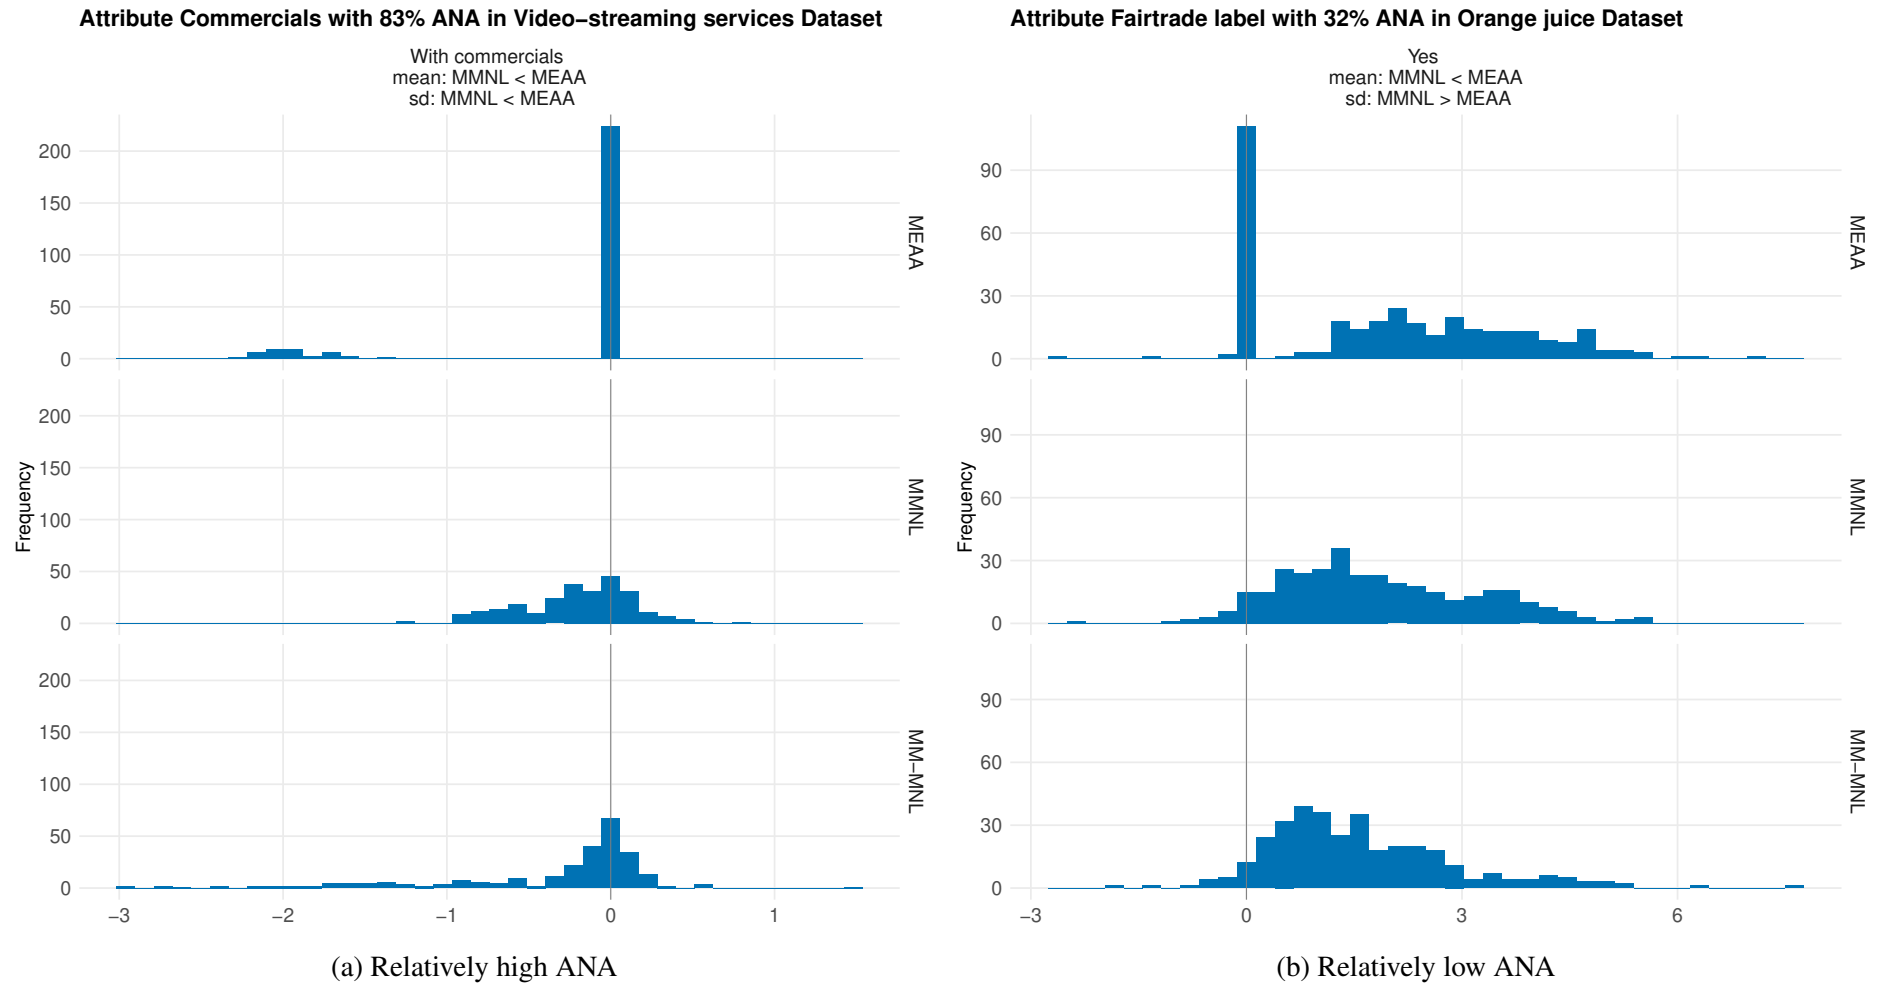 Attribute Commercials with 83% ANA in Video−streaming services Dataset
With commercials
mean: MMNL < MEAA
sd: MMNL < MEAA
200
150
100
50
0
MEAA
200
150
100
50
0
MMNL
200
150
100
50
0
MM−MNL
Frequency
−3 −2 −1 0 1
(a) Relatively high ANA
Attribute Fairtrade label with 32% ANA in Orange juice Dataset
Yes
mean: MMNL < MEAA
sd: MMNL > MEAA
90
60
30
0
MEAA
90
60
30
0
MMNL
90
60
30
0
MM−MNL
Frequency
−3 0 3 6
(b) Relatively low ANA